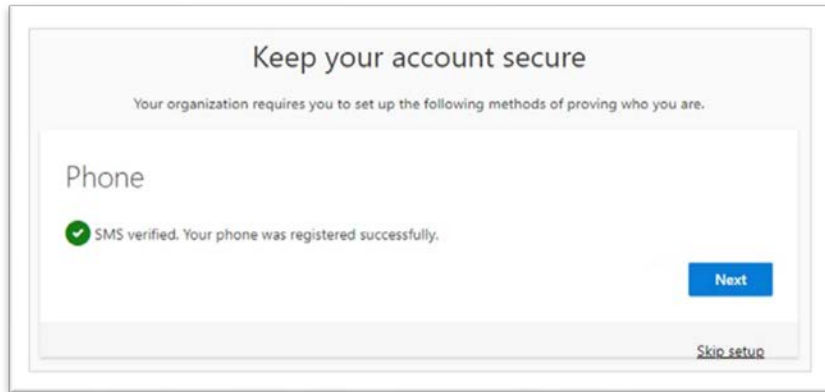 Keep your account secure
Your organization requires you to set up the following methods of proving who you are.
Phone
SMS verified. Your phone was registered successfully.
Next
Skip setup